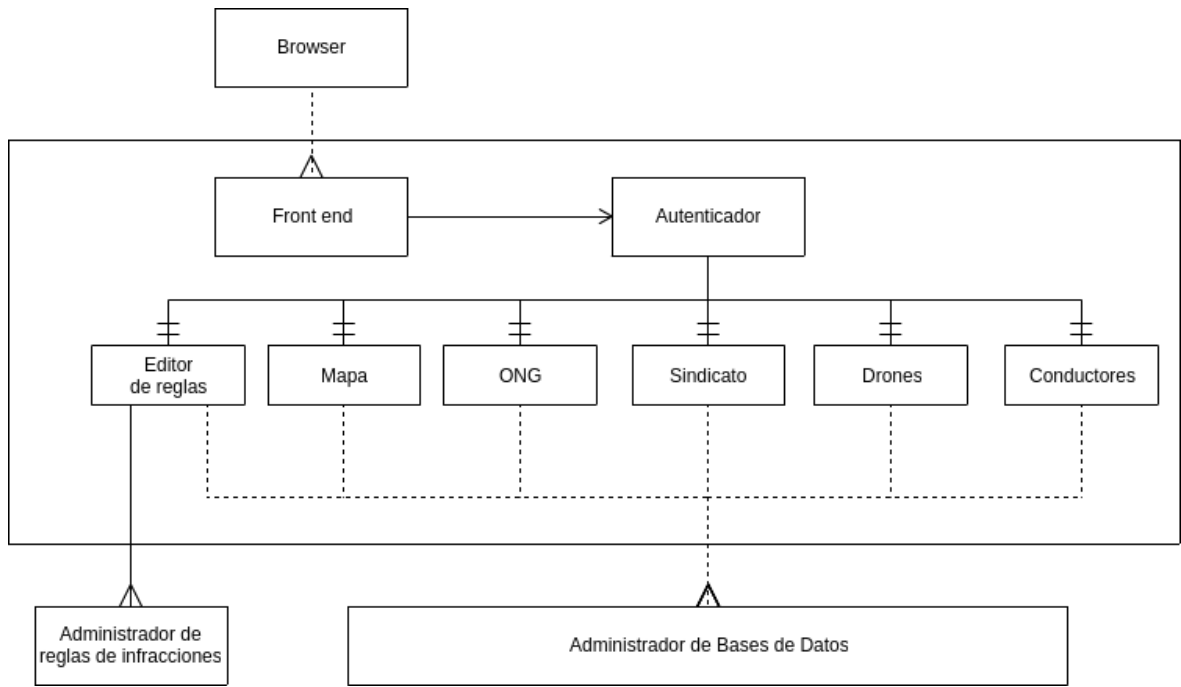 Browser
Front end
Autenticador
Editor
de reglas
Mapa
ONG
Sindicato
Drones
Conductores
Administrador de
reglas de infracciones
Administrador de Bases de Datos